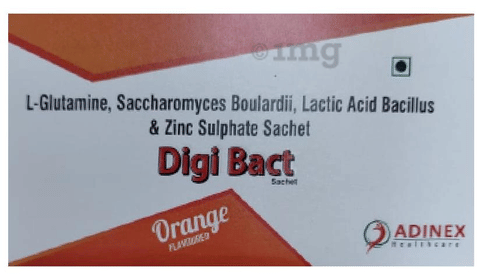 1mg
L-Glutamine, Saccharomyces Boulardii, Lactic Acid Bacillus
& Zinc Sulphate Sachet
Digi Bact
Sachet
Orange
FLAVOURED
ADINEX
Healthcare